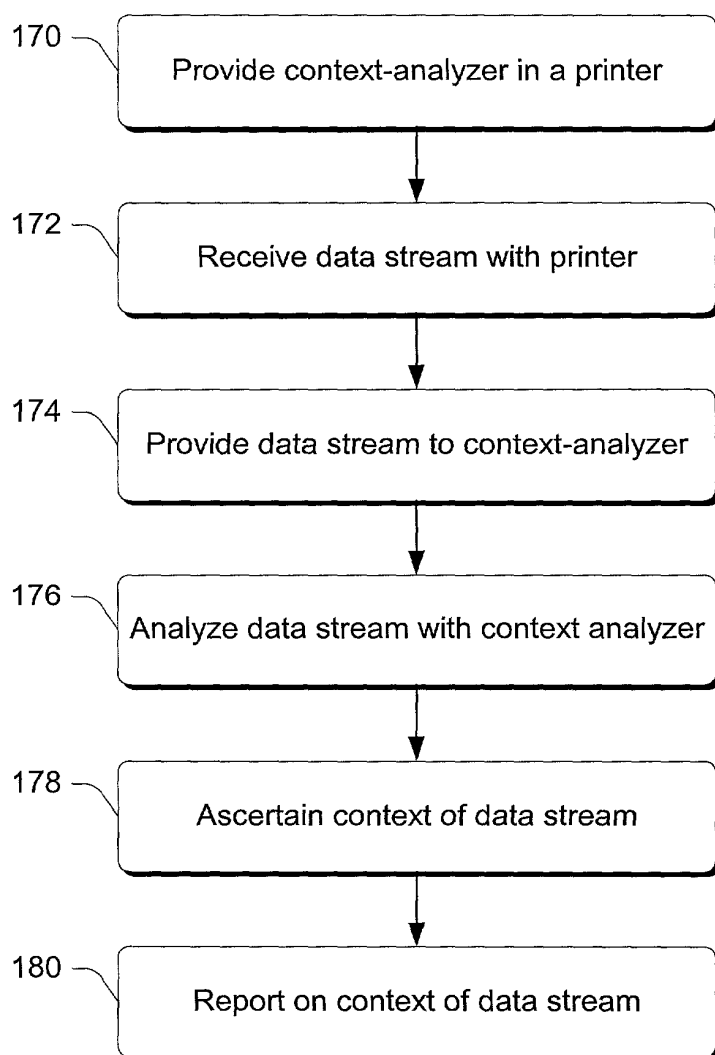 170
Provide context-analyzer in a printer
172
Receive data stream with printer
174
Provide data stream to context-analyzer
176
Analyze data stream with context analyzer
178
Ascertain context of data stream
180
Report on context of data stream